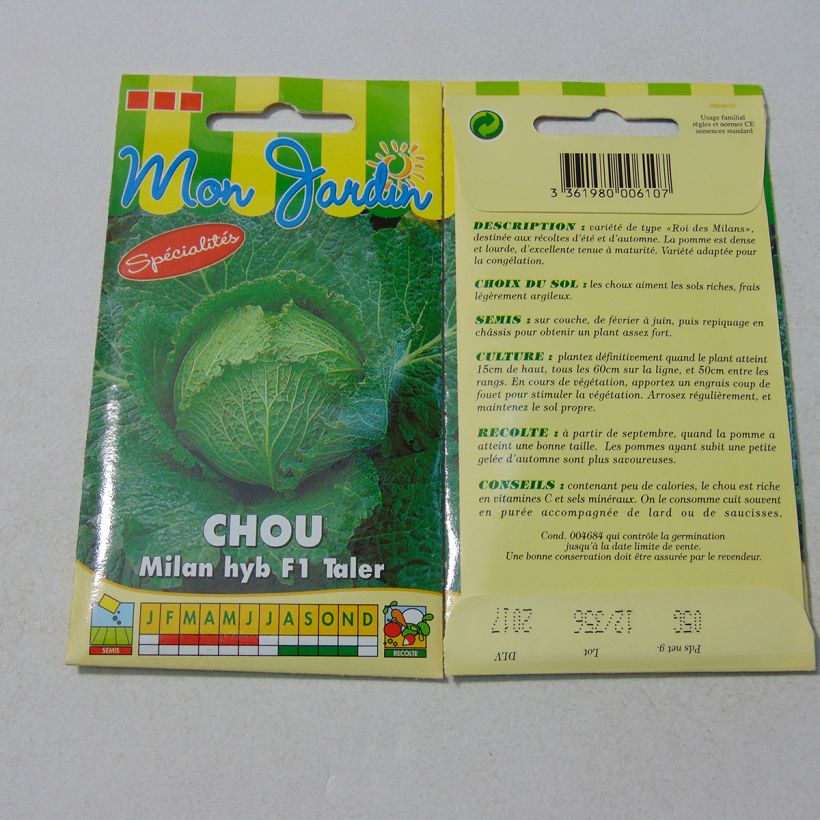 Mon Jardin
Spécialités
CHOU
Milan hyb F1 Taler
J F M A M J J A S O N D
SEMIS
RECOLTE
Usage familial
règles et normes CE
semences standard
3 361980 006107
DESCRIPTION : variété de type «Roi des Milans»,
destinée aux récoltes d'été et d'automne. La pomme est dense
et lourde, d'excellente tenue à maturité. Variété adaptée pour
la congélation.
CHOIX DU SOL : les choux aiment les sols riches, frais
légèrement argileux.
SEMIS : sur couche, de février à juin, puis repiquage en
châssis pour obtenir un plant assez fort.
CULTURE : plantez définitivement quand le plant atteint
15cm de haut, tous les 60cm sur la ligne, et 50cm entre les
rangs. En cours de végétation, apportez un engrais coup de
fouet pour stimuler la végétation. Arrosez régulièrement, et
maintenez le sol propre.
RECOLTE : à partir de septembre, quand la pomme a
atteint une bonne taille. Les pommes ayant subit une petite
gelée d'automne sont plus savoureuses.
CONSEILS : contenant peu de calories, le chou est riche
en vitamines C et sels minéraux. On le consomme cuit souvent
en purée accompagnée de lard ou de saucisses.
Cond. 004684 qui contrôle la germination
jusqu'à la date limite de vente.
Une bonne conservation doit être assurée par le revendeur.
Pds net g. Lot DLV
2017